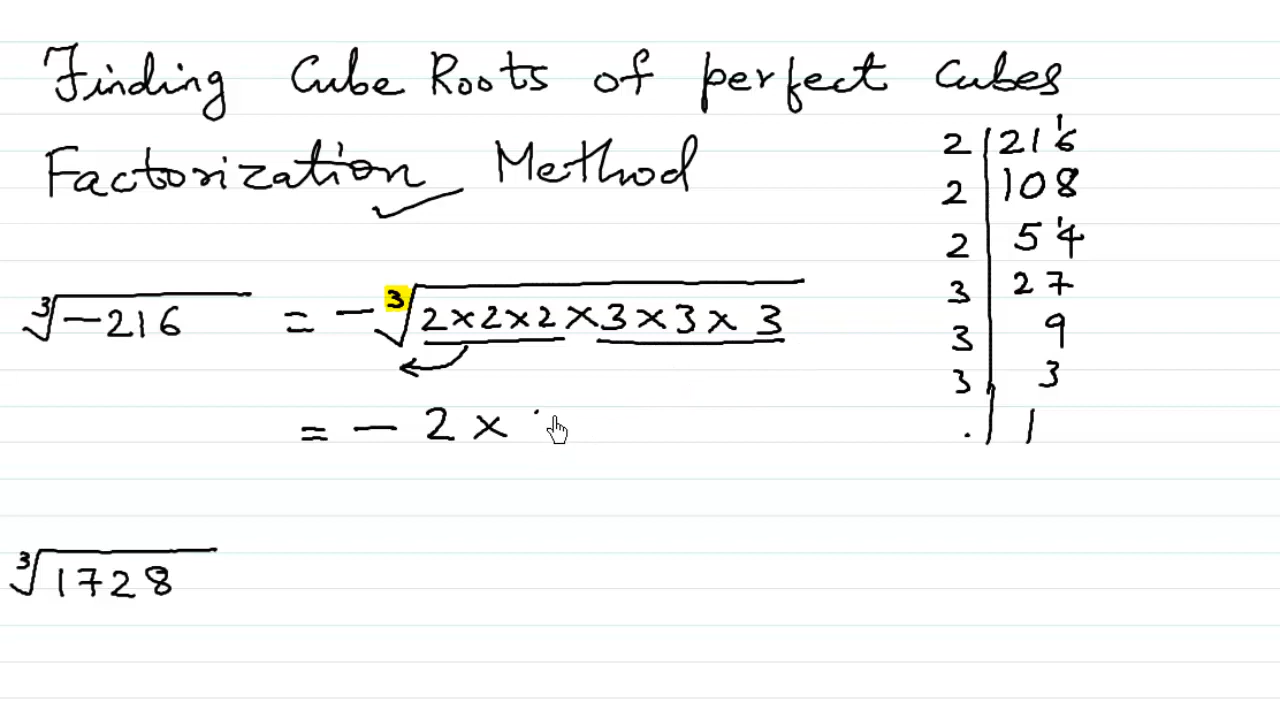 Finding Cube Roots of perfect Cubes
Factorization Method
∛-216 = -∛2×2×2×3×3×3
= - 2 ×
∛1728
2 | 216
2 | 108
2 | 54
3 | 27
3 | 9
3 | 3
. | 1